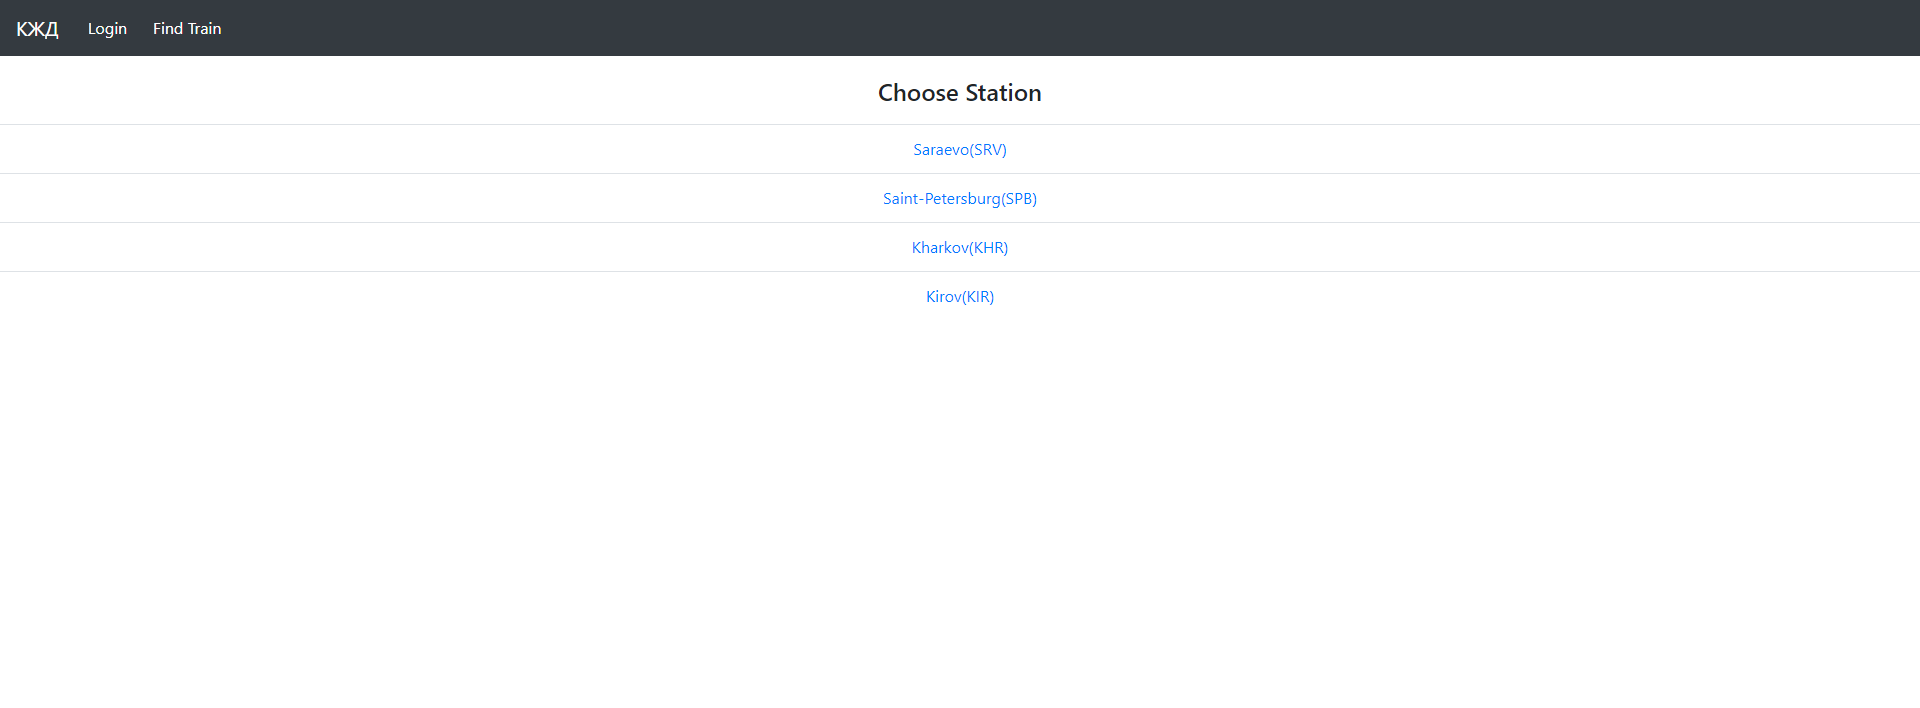 КЖД Login Find Train
Choose Station
Saraevo(SRV)
Saint-Petersburg(SPB)
Kharkov(KHR)
Kirov(KIR)